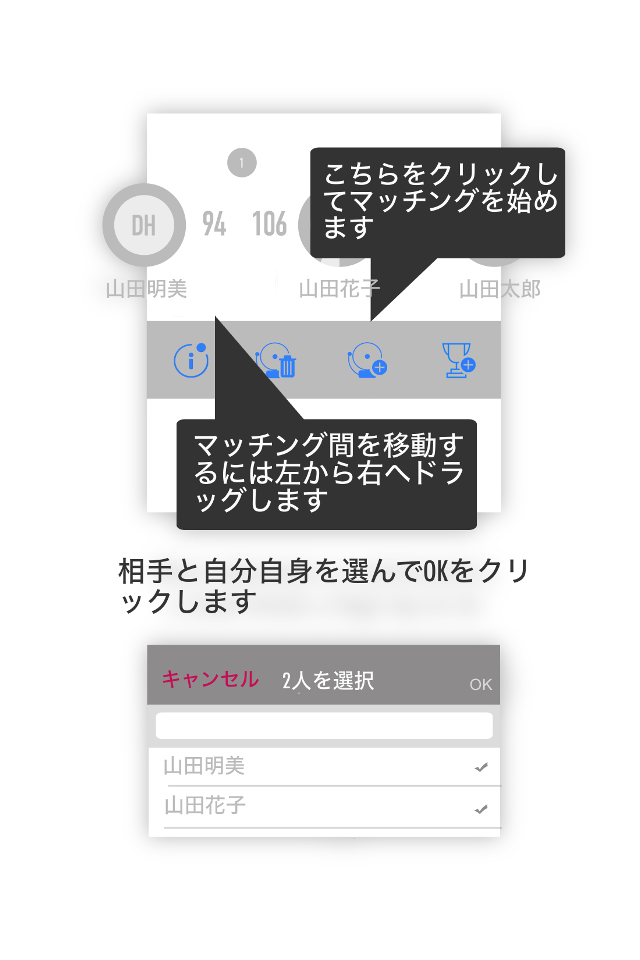 1
こちらをクリックし
てマッチングを始め
ます
DH
94
106
山田明美
山田花子
山田太郎
マッチング間を移動す
るには左から右へドラ
ッグします
相手と自分自身を選んでOKをクリ
ックします
キャンセル
2人を選択
OK
山田明美
山田花子